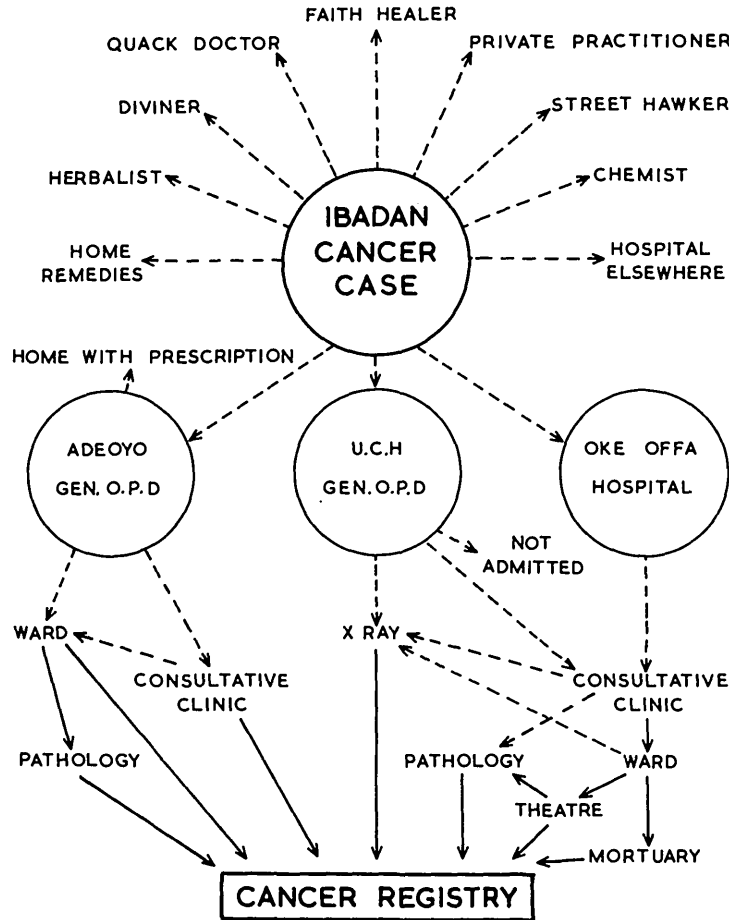 FAITH HEALER
QUACK DOCTOR
PRIVATE PRACTITIONER
DIVINER
STREET HAWKER
HERBALIST
CHEMIST
IBADAN
CANCER
CASE
HOME
REMEDIES
HOSPITAL
ELSEWHERE
HOME WITH PRESCRIPTION
ADEOYO
GEN. O.P.D
U.C.H
GEN. O.P.D
OKE OFFA
HOSPITAL
NOT
ADMITTED
WARD
X RAY
CONSULTATIVE
CLINIC
CONSULTATIVE
CLINIC
PATHOLOGY
PATHOLOGY
WARD
THEATRE
MORTUARY
CANCER REGISTRY